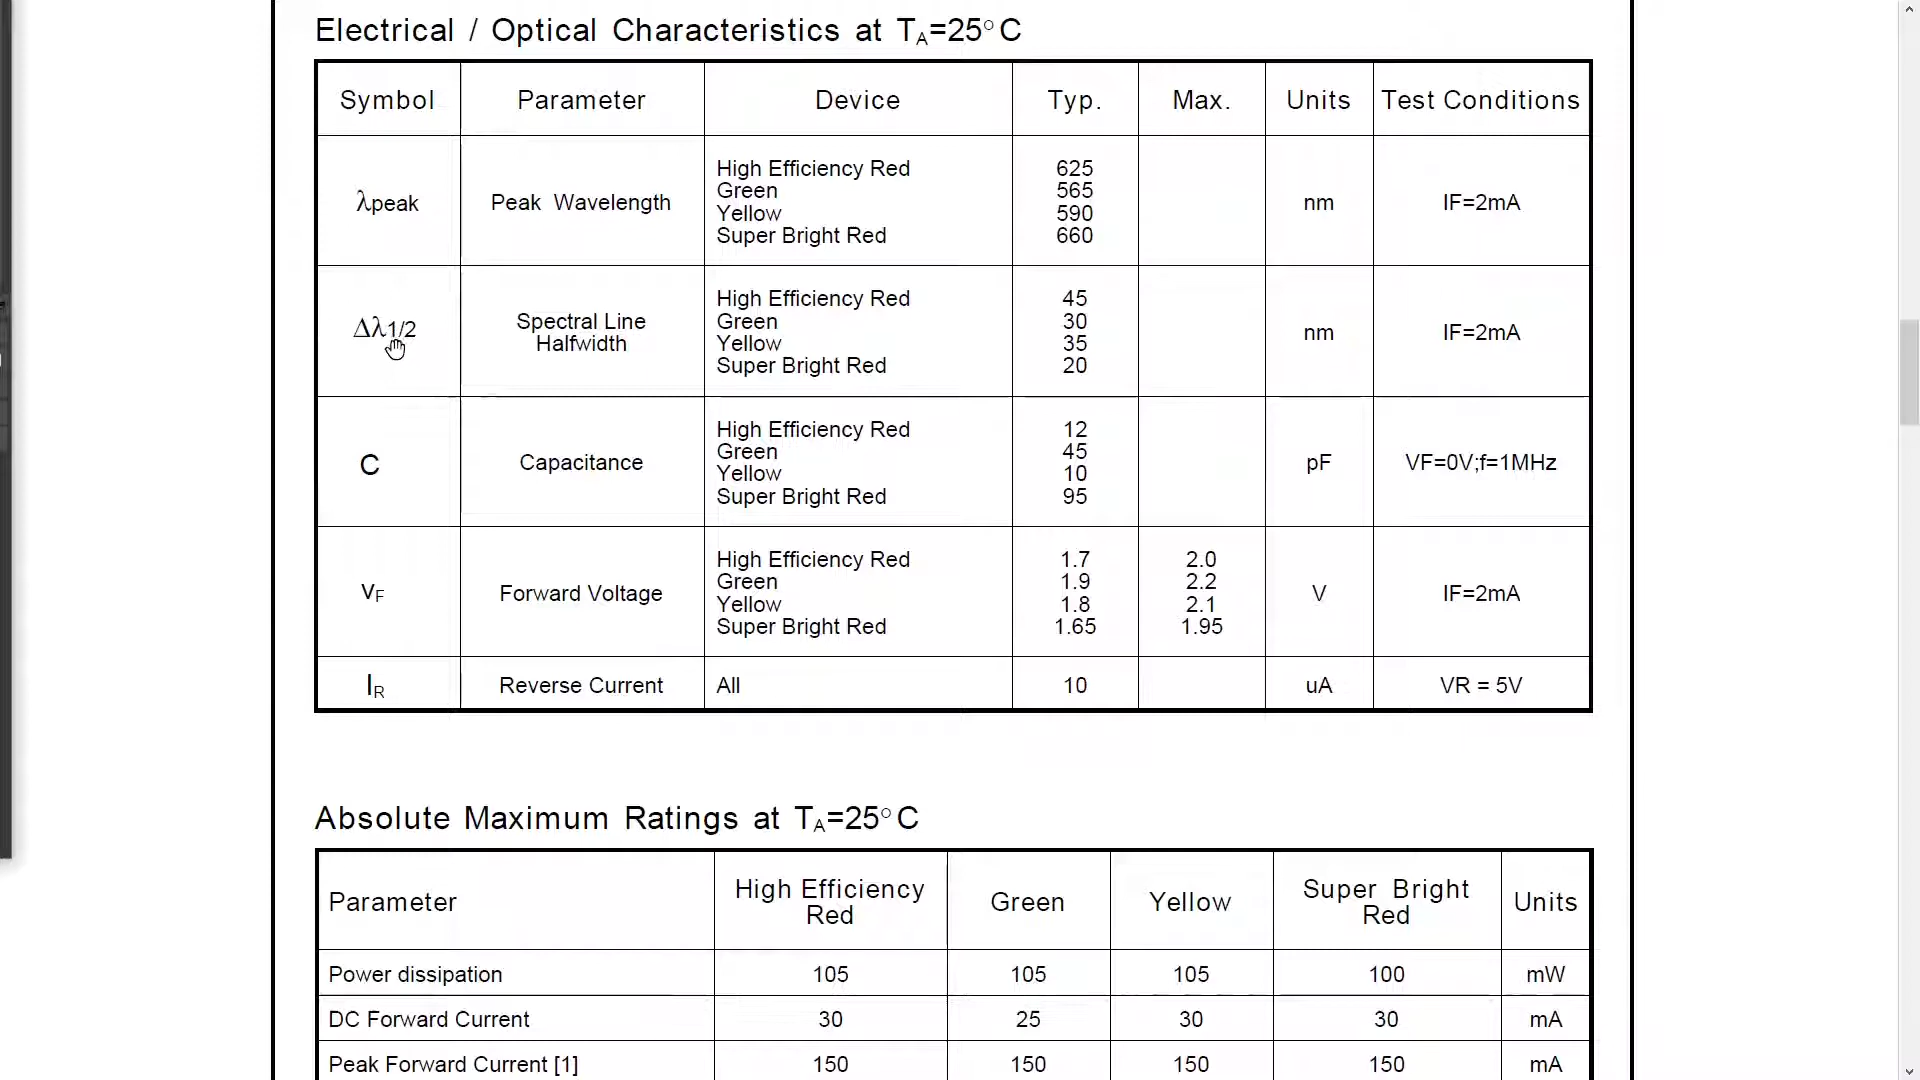 Electrical / Optical Characteristics at TA=25°C
Symbol Parameter Device Typ. Max. Units Test Conditions
λpeak Peak Wavelength High Efficiency Red 625 nm IF=2mA
Green 565
Yellow 590
Super Bright Red 660
Δλ1/2 Spectral Line Halfwidth High Efficiency Red 45 nm IF=2mA
Green 30
Yellow 35
Super Bright Red 20
C Capacitance High Efficiency Red 12 pF VF=0V;f=1MHz
Green 45
Yellow 10
Super Bright Red 95
VF Forward Voltage High Efficiency Red 1.7 2.0 V IF=2mA
Green 1.9 2.2
Yellow 1.8 2.1
Super Bright Red 1.65 1.95
IR Reverse Current All 10 uA VR = 5V
Absolute Maximum Ratings at TA=25°C
Parameter High Efficiency Red Green Yellow Super Bright Red Units
Power dissipation 105 105 105 100 mW
DC Forward Current 30 25 30 30 mA
Peak Forward Current [1] 150 150 150 150 mA